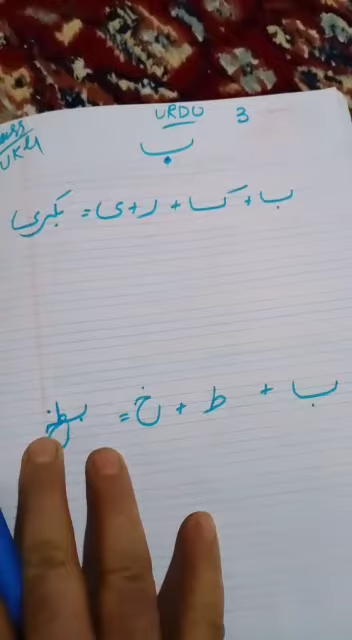 URDU 3
UKG
ب
ب + ک + ر + ی = بکری
ب + ط + خ = بطخ